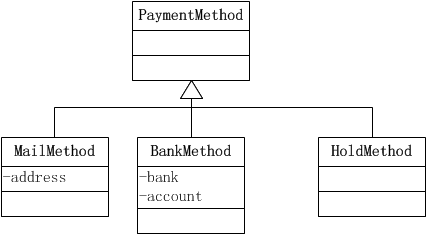 PaymentMethod
MailMethod
-address
BankMethod
-bank
-account
HoldMethod